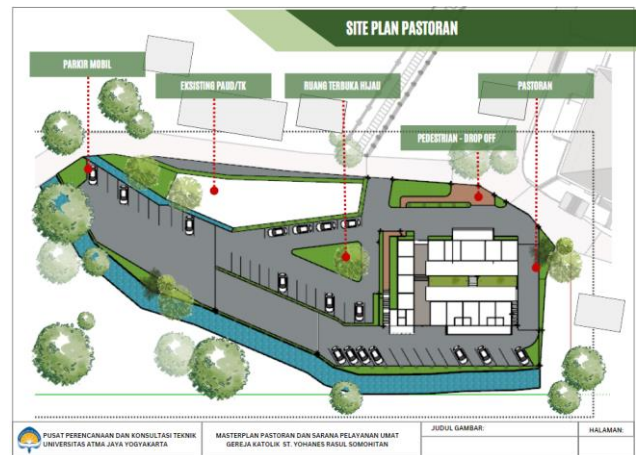 SITE PLAN PASTORAN
PARKIR MOBIL
EKSISTING PAUD/TK
RUANG TERBUKA HIJAU
PASTORAN
PEDESTRIAN - DROP OFF
PUSAT PERENCANAAN DAN KONSULTASI TEKNIK
UNIVERSITAS ATMA JAYA YOGYAKARTA
MASTERPLAN PASTORAN DAN SARANA PELAYANAN UMAT
GEREJA KATOLIK ST. YOHANES RASUL SOMOHITAN
JUDUL GAMBAR:
HALAMAN: